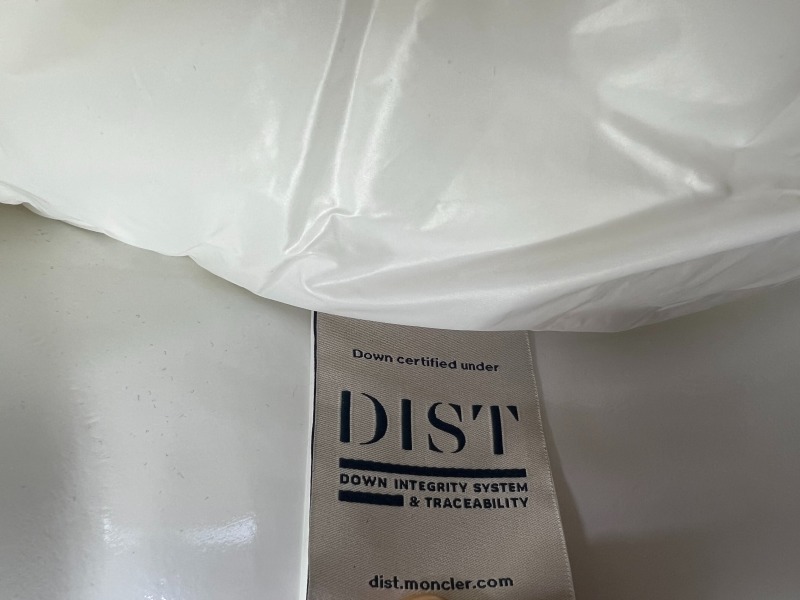 Down certified under
DIST
DOWN INTEGRITY SYSTEM
& TRACEABILITY
dist.moncler.com